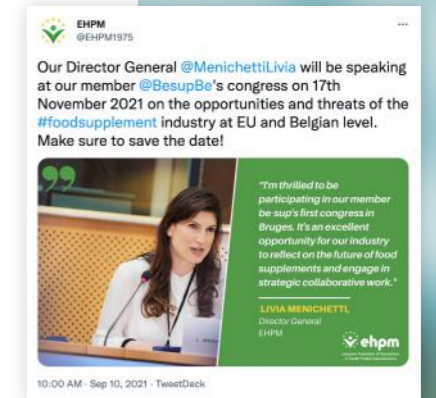 EHPM
@EHPM1975
Our Director General @MenichettiLivia will be speaking
at our member @BesupBe's congress on 17th
November 2021 on the opportunities and threats of the
#foodsupplement industry at EU and Belgian level.
Make sure to save the date!
"I'm thrilled to be
participating in our member
be-sup's first congress in
Bruges. It's an excellent
opportunity for our industry
to reflect on the future of food
supplements and engage in
strategic collaborative work."
LIVIA MENICHETTI,
Director General
EHPM
ehpm
10:00 AM · Sep 10, 2021 · TweetDeck